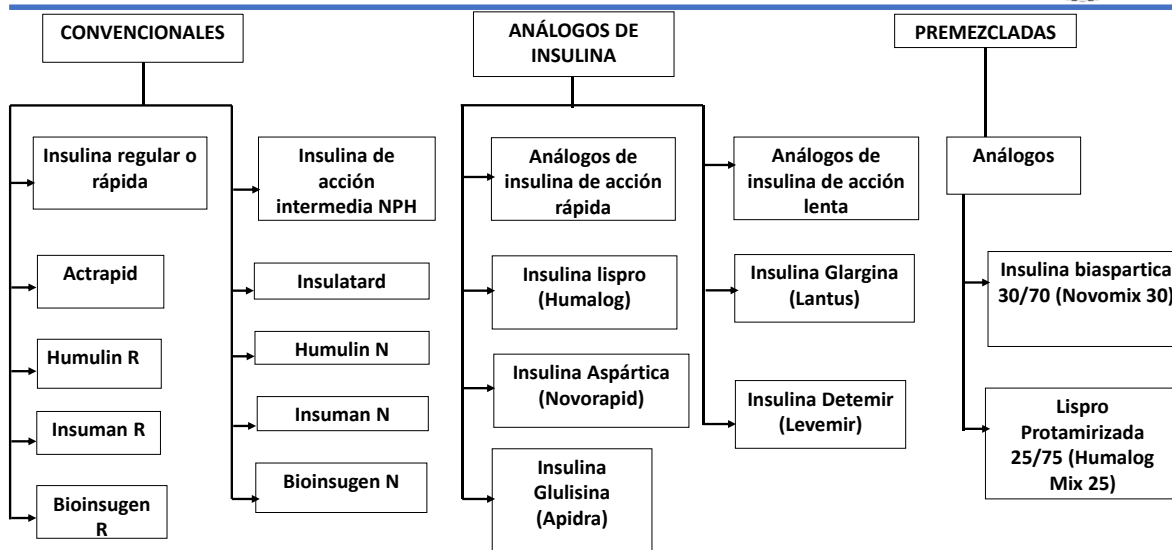 CONVENCIONALES
Insulina regular o
rápida
Actrapid
Humulin R
Insuman R
Bioinsugen
R
Insulina de
acción
intermedia NPH
Insulatard
Humulin N
Insuman N
Bioinsugen N
ANÁLOGOS DE
INSULINA
Análogos de
insulina de acción
rápida
Insulina lispro
(Humalog)
Insulina Aspártica
(Novorapid)
Insulina
Glulisina
(Apidra)
Análogos de
insulina de acción
lenta
Insulina Glargina
(Lantus)
Insulina Detemir
(Levemir)
PREMEZCLADAS
Análogos
Insulina biaspartica
30/70 (Novomix 30)
Lispro
Protamirizada
25/75 (Humalog
Mix 25)